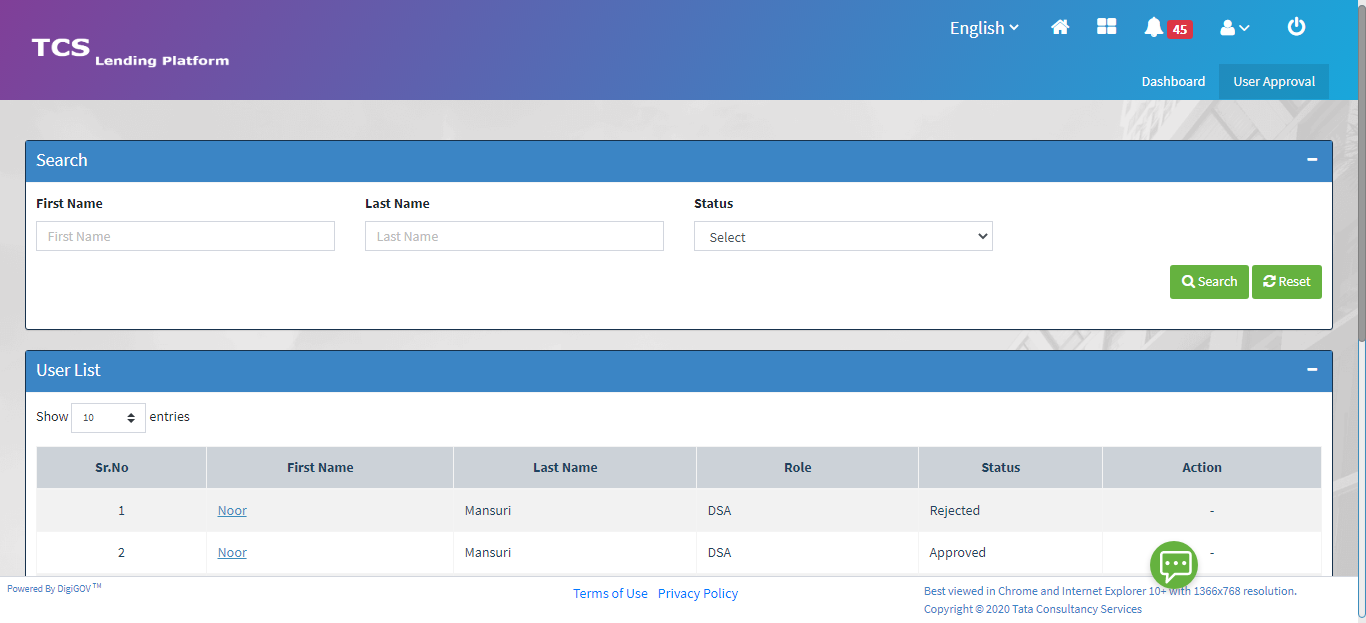 English
45
TCS Lending Platform
Dashboard User Approval
Search
First Name Last Name Status
First Name Last Name Select
Search Reset
User List
Show 10 entries
Sr.No First Name Last Name Role Status Action
1 Noor Mansuri DSA Rejected -
2 Noor Mansuri DSA Approved -
Powered By DigiGOV TM
Terms of Use Privacy Policy
Best viewed in Chrome and Internet Explorer 10+ with 1366x768 resolution.
Copyright © 2020 Tata Consultancy Services